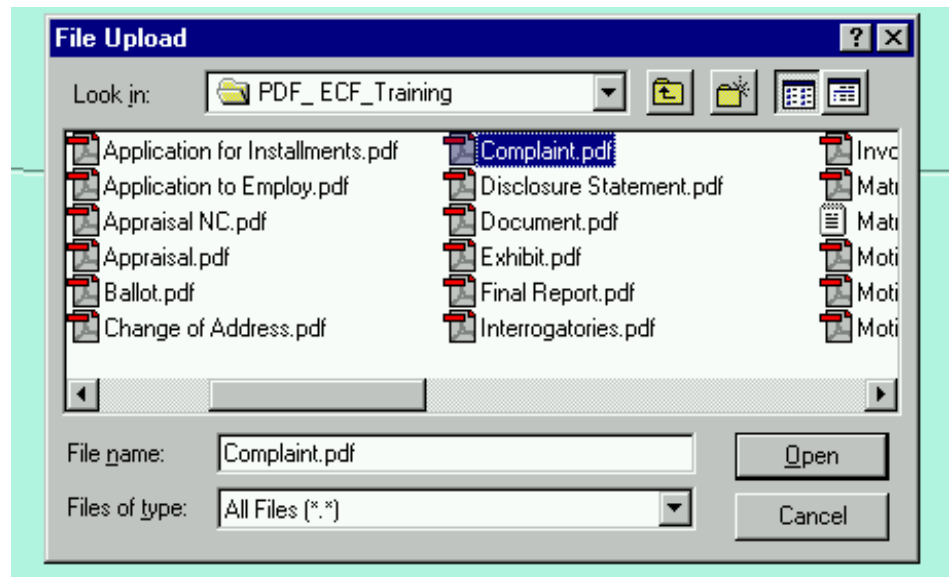 File Upload
Look in: PDF_ ECF_Training
Application for Installments.pdf
Application to Employ.pdf
Appraisal NC.pdf
Appraisal.pdf
Ballot.pdf
Change of Address.pdf
Complaint.pdf
Disclosure Statement.pdf
Document.pdf
Exhibit.pdf
Final Report.pdf
Interrogatories.pdf
File name: Complaint.pdf
Open
Files of type: All Files (*.*)
Cancel